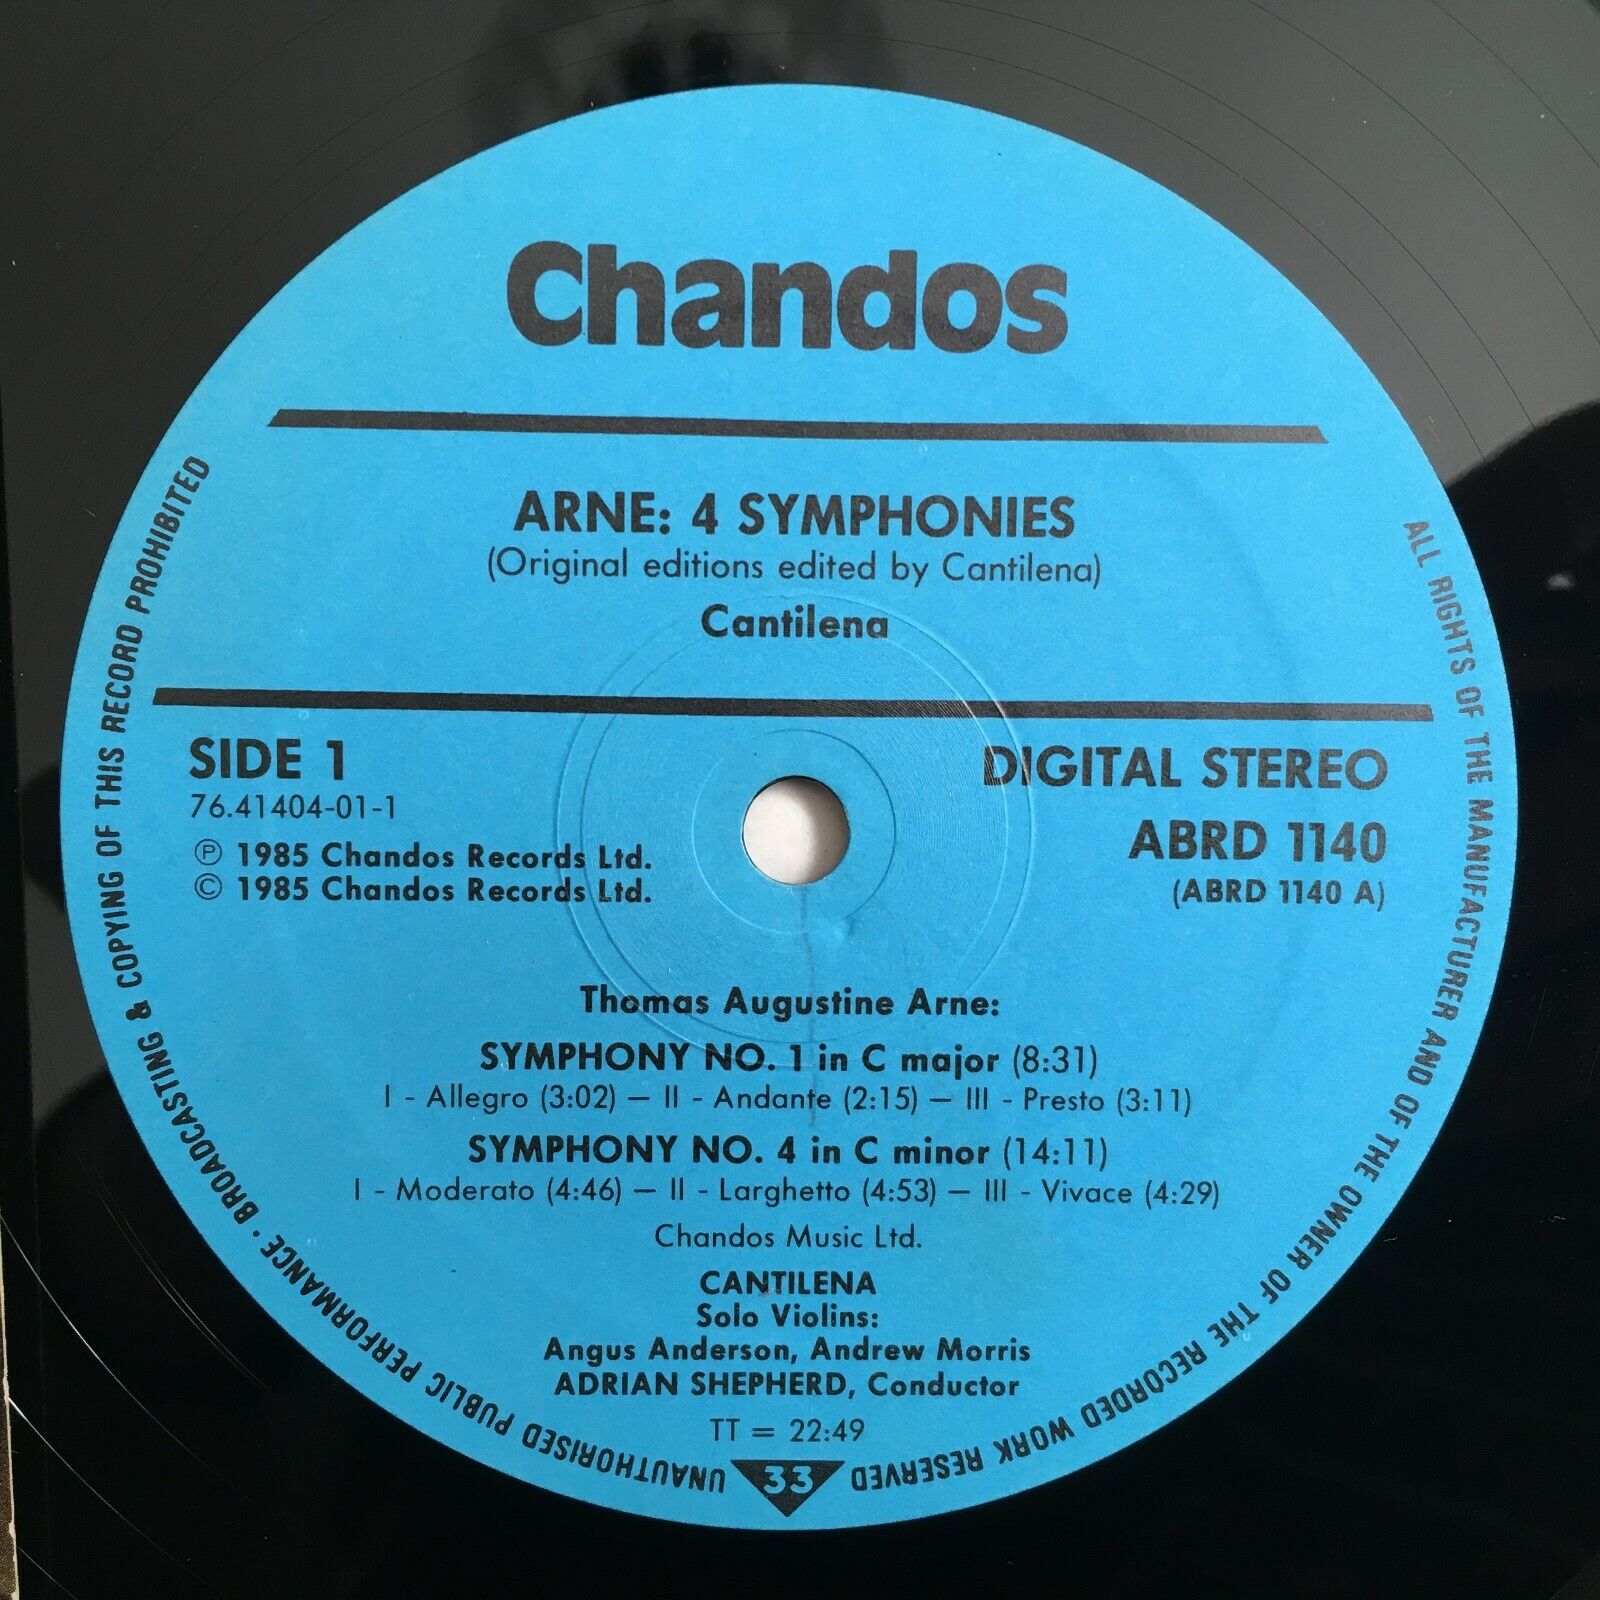 Chandos
ARNE: 4 SYMPHONIES
(Original editions edited by Cantilena)
Cantilena
SIDE 1
76.41404-01-1
℗ 1985 Chandos Records Ltd.
© 1985 Chandos Records Ltd.
DIGITAL STEREO
ABRD 1140
(ABRD 1140 A)
Thomas Augustine Arne:
SYMPHONY NO. 1 in C major (8:31)
I - Allegro (3:02) — II - Andante (2:15) — III - Presto (3:11)
SYMPHONY NO. 4 in C minor (14:11)
I - Moderato (4:46) — II - Larghetto (4:53) — III - Vivace (4:29)
Chandos Music Ltd.
CANTILENA
Solo Violins:
Angus Anderson, Andrew Morris
ADRIAN SHEPHERD, Conductor
TT = 22:49
33
ALL RIGHTS OF THE MANUFACTURER AND OF THE OWNER OF THE RECORDED WORK RESERVED
UNAUTHORISED PUBLIC PERFORMANCE · BROADCASTING & COPYING OF THIS RECORD PROHIBITED